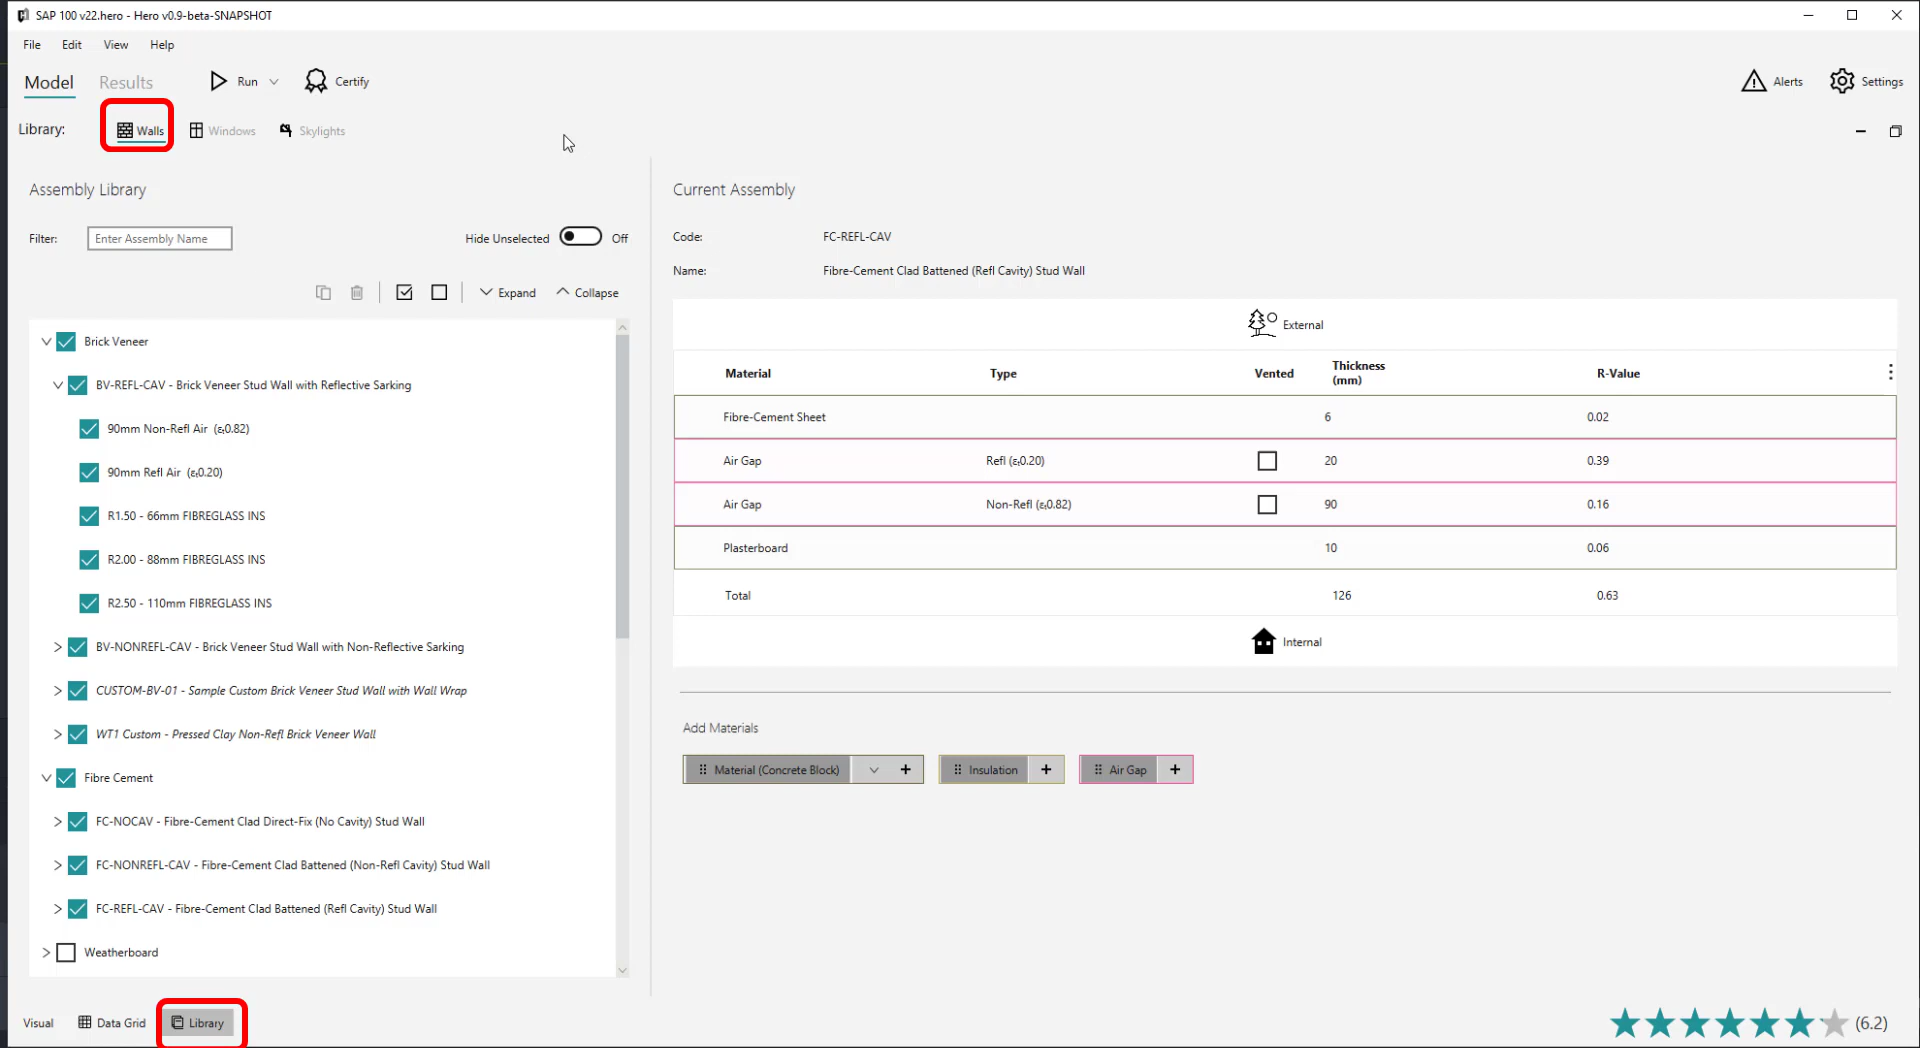 SAP 100 v22.hero - Hero v0.9-beta-SNAPSHOT
File Edit View Help
Model Results Run Certify Alerts Settings
Library: Walls Windows Skylights
Assembly Library
Filter: Enter Assembly Name Hide Unselected Off
Expand Collapse
Brick Veneer
BV-REFL-CAV - Brick Veneer Stud Wall with Reflective Sarking
90mm Non-Refl Air (εₜ0.82)
90mm Refl Air (εₜ0.20)
R1.50 - 66mm FIBREGLASS INS
R2.00 - 88mm FIBREGLASS INS
R2.50 - 110mm FIBREGLASS INS
BV-NONREFL-CAV - Brick Veneer Stud Wall with Non-Reflective Sarking
CUSTOM-BV-01 - Sample Custom Brick Veneer Stud Wall with Wall Wrap
WT1 Custom - Pressed Clay Non-Refl Brick Veneer Wall
Fibre Cement
FC-NOCAV - Fibre-Cement Clad Direct-Fix (No Cavity) Stud Wall
FC-NONREFL-CAV - Fibre-Cement Clad Battened (Non-Refl Cavity) Stud Wall
FC-REFL-CAV - Fibre-Cement Clad Battened (Refl Cavity) Stud Wall
Weatherboard
Current Assembly
Code: FC-REFL-CAV
Name: Fibre-Cement Clad Battened (Refl Cavity) Stud Wall
External
Material Type Vented Thickness (mm) R-Value
Fibre-Cement Sheet 6 0.02
Air Gap Refl (εₜ0.20) 20 0.39
Air Gap Non-Refl (εₜ0.82) 90 0.16
Plasterboard 10 0.06
Total 126 0.63
Internal
Add Materials
Material (Concrete Block) + Insulation + Air Gap +
Visual Data Grid Library (6.2)